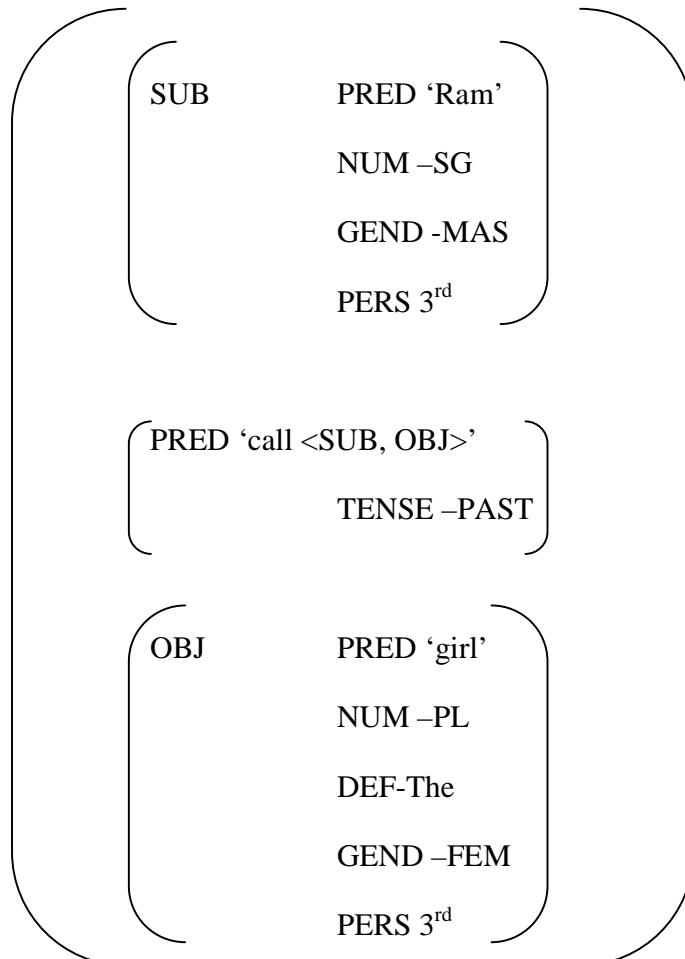 SUB PRED ‘Ram’
NUM –SG
GEND -MAS
PERS 3rd
PRED ‘call <SUB, OBJ>’
TENSE –PAST
OBJ PRED ‘girl’
NUM –PL
DEF-The
GEND –FEM
PERS 3rd